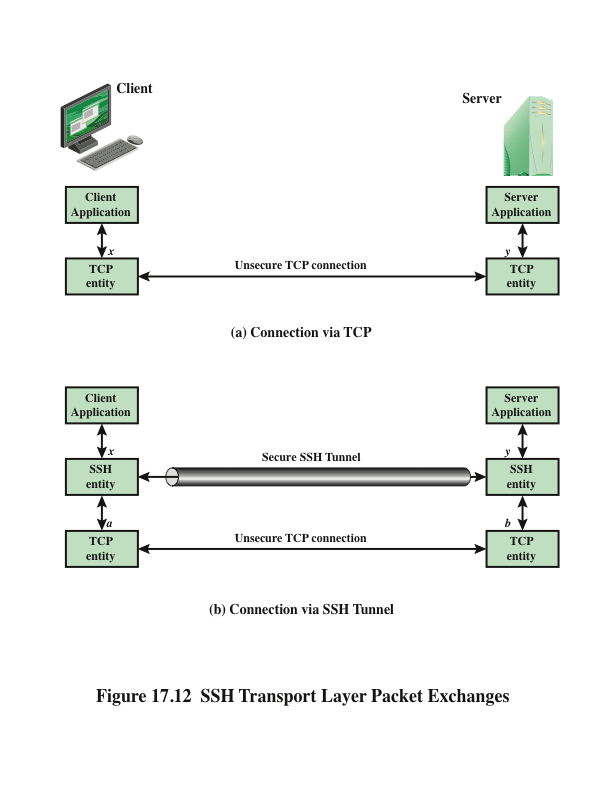 Client
Server
Client
Application
Server
Application
x
y
TCP
entity
Unsecure TCP connection
TCP
entity
(a) Connection via TCP
Client
Application
Server
Application
x
y
SSH
entity
Secure SSH Tunnel
SSH
entity
a
b
TCP
entity
Unsecure TCP connection
TCP
entity
(b) Connection via SSH Tunnel
Figure 17.12 SSH Transport Layer Packet Exchanges